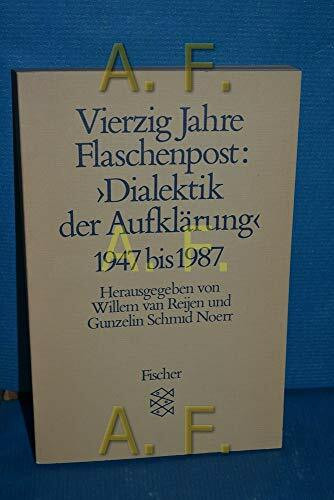 A. F.
Vierzig Jahre
Flaschenpost:
›Dialektik
der Aufklärung‹
A. F.
1947 bis 1987
Herausgegeben von
Willem van Reijen und
Gunzelin Schmid Noerr
Fischer
A. F.